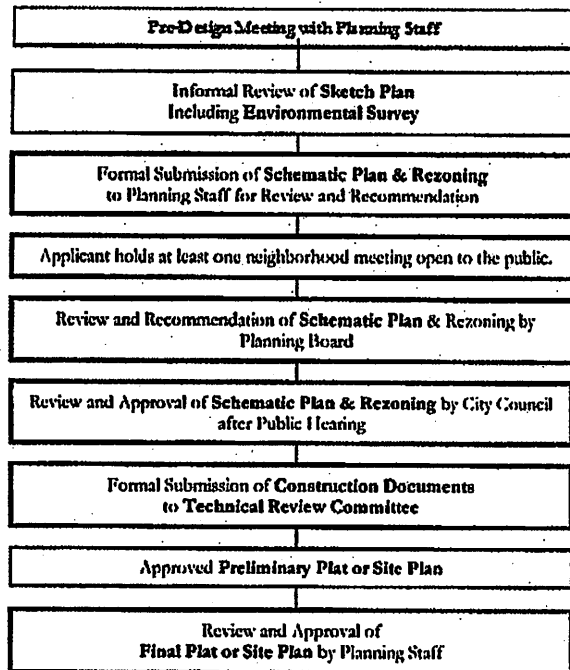 Pre-Design Meeting with Planning Staff
Informal Review of Sketch Plan
Including Environmental Survey
Formal Submission of Schematic Plan & Rezoning
to Planning Staff for Review and Recommendation
Applicant holds at least one neighborhood meeting open to the public.
Review and Recommendation of Schematic Plan & Rezoning by
Planning Board
Review and Approval of Schematic Plan & Rezoning by City Council
after Public Hearing
Formal Submission of Construction Documents
to Technical Review Committee
Approved Preliminary Plat or Site Plan
Review and Approval of
Final Plat or Site Plan by Planning Staff